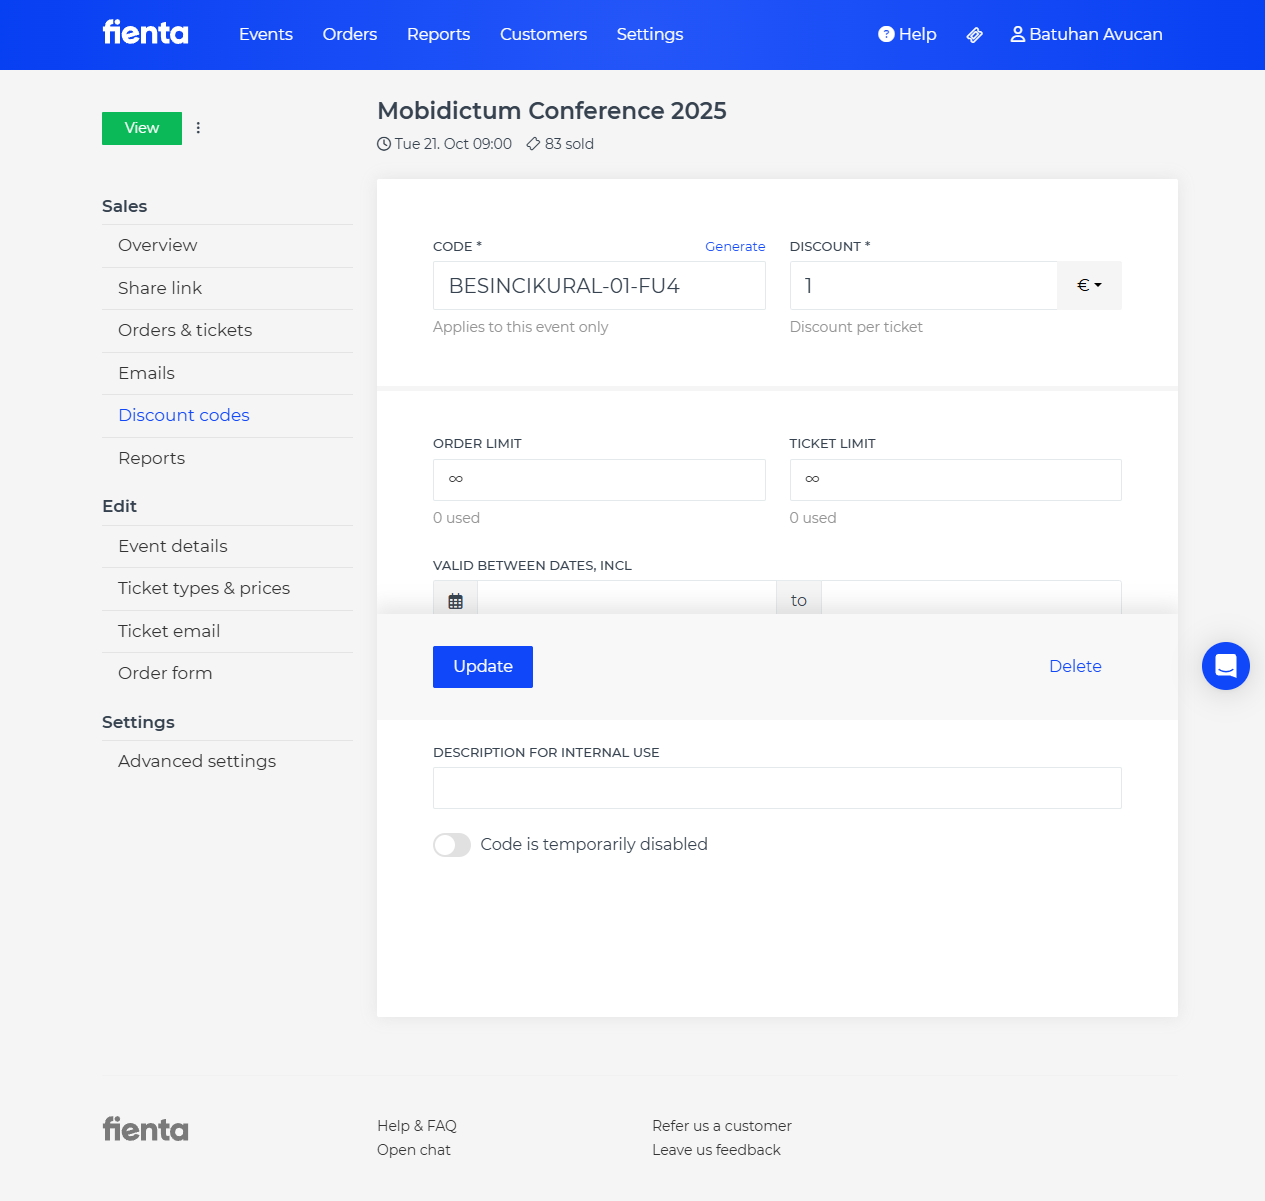 fienta
Events
Orders
Reports
Customers
Settings
Help
Batuhan Avucan
View
Mobidictum Conference 2025
Tue 21. Oct 09:00
83 sold
Sales
Overview
Share link
Orders & tickets
Emails
Discount codes
Reports
Edit
Event details
Ticket types & prices
Ticket email
Order form
Settings
Advanced settings
CODE *
Generate
BESINCIKURAL-01-FU4
Applies to this event only
DISCOUNT *
1
€
Discount per ticket
ORDER LIMIT
∞
0 used
TICKET LIMIT
∞
0 used
VALID BETWEEN DATES, INCL
to
Update
Delete
DESCRIPTION FOR INTERNAL USE
Code is temporarily disabled
fienta
Help & FAQ
Open chat
Refer us a customer
Leave us feedback